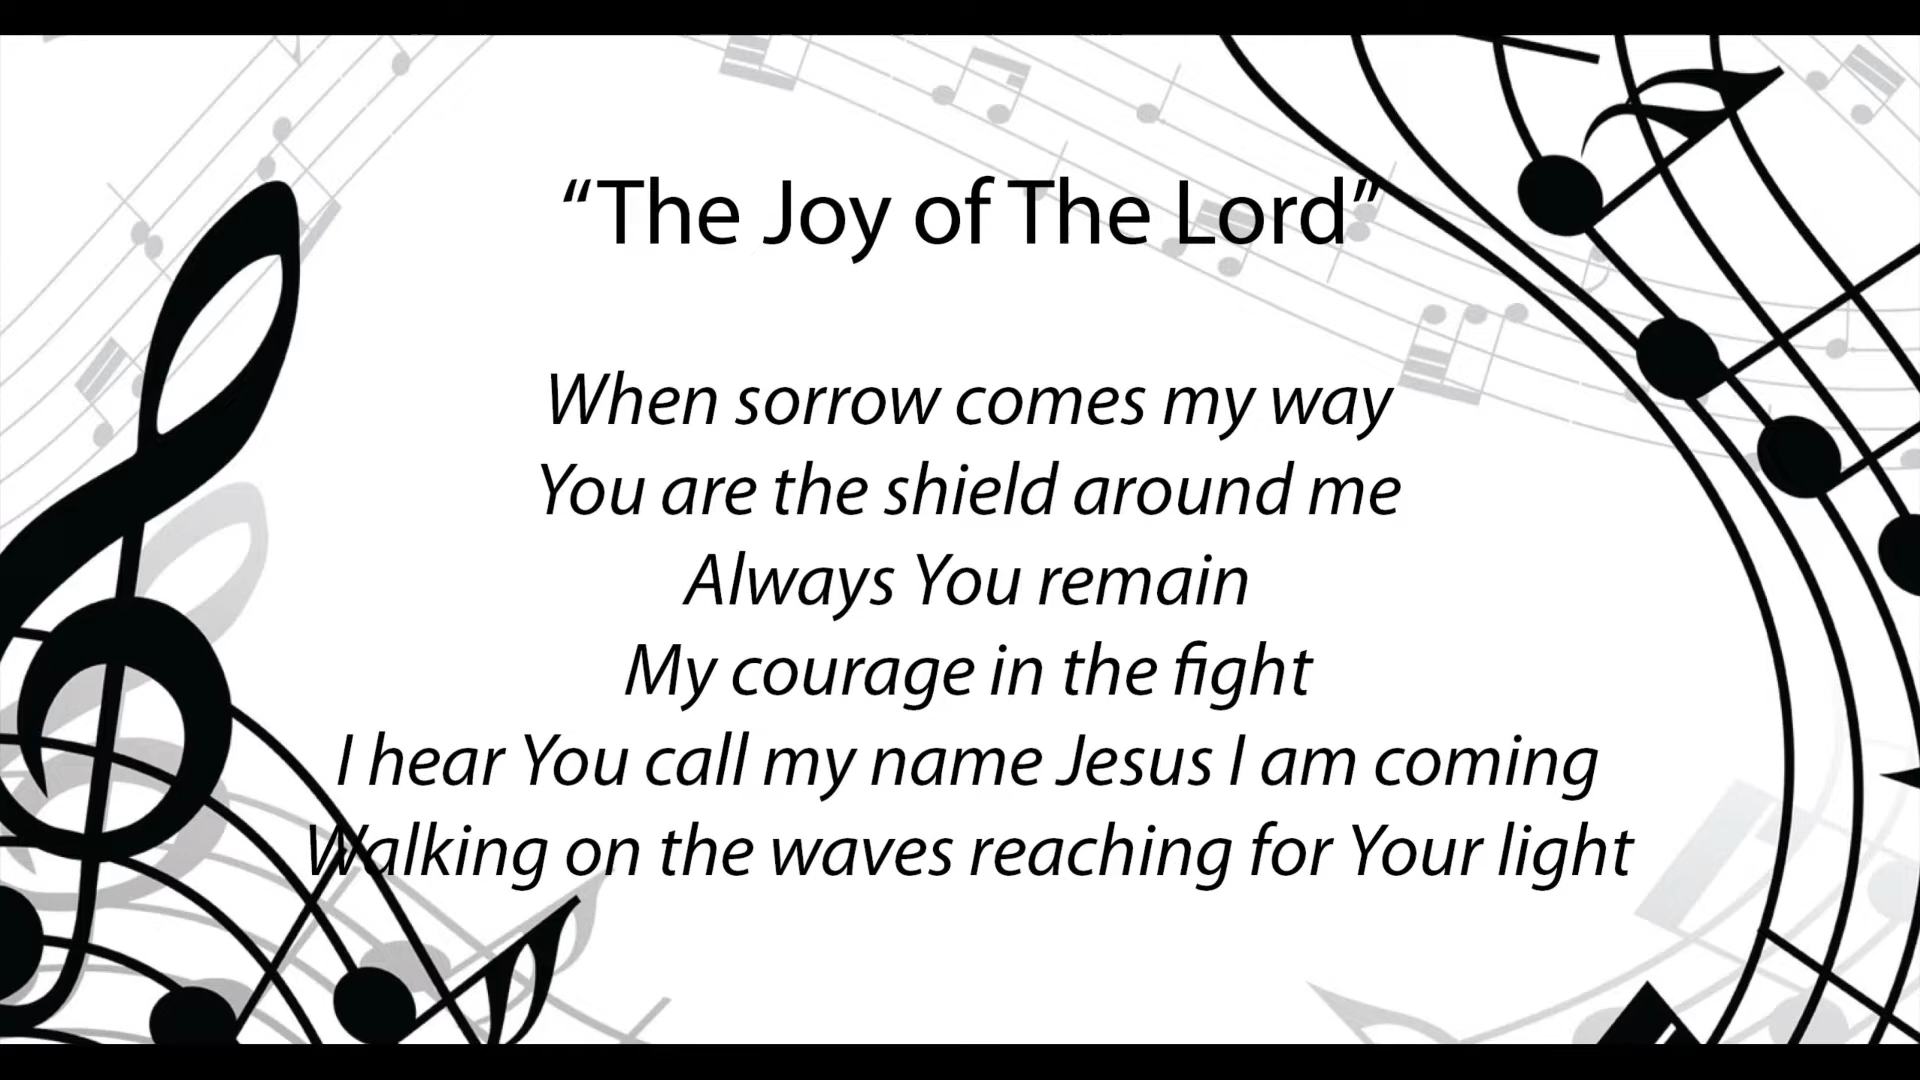 “The Joy of The Lord”
When sorrow comes my way
You are the shield around me
Always You remain
My courage in the fight
I hear You call my name Jesus I am coming
Walking on the waves reaching for Your light